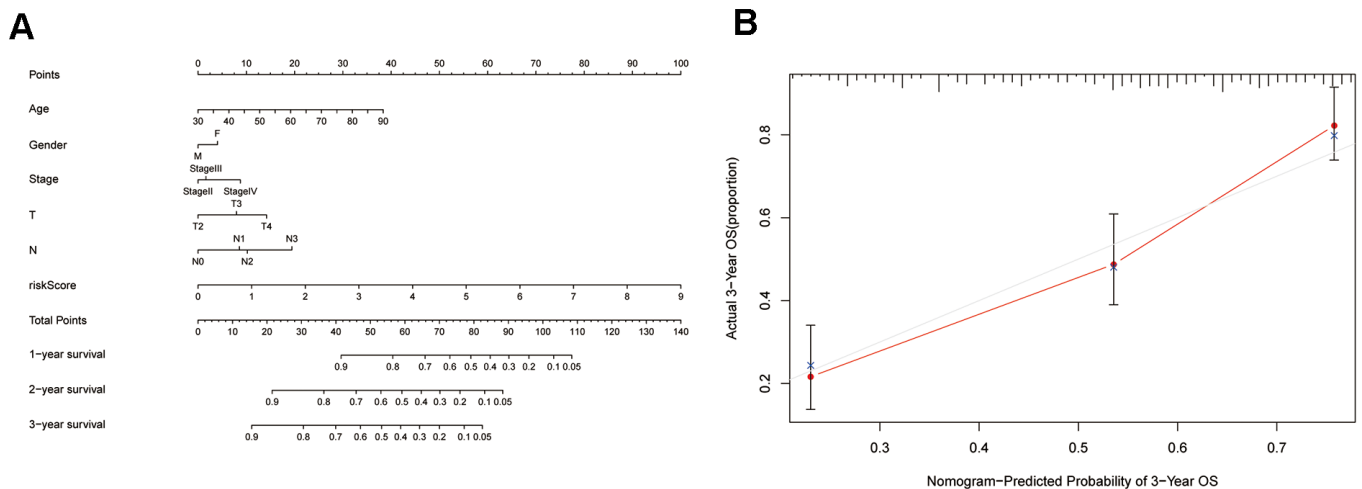 A
B
Points
0 10 20 30 40 50 60 70 80 90 100
Age
30 40 45 50 55 60 65 70 75 80 90
F
Gender
M
StageIII
Stage
StageII StageIV
T3
T
T2 T4
N1 N3
N
N0 N2
riskScore
0 1 2 3 4 5 6 7 8 9
Total Points
0 10 20 30 40 50 60 70 80 90 100 110 120 130 140
1−year survival
0.9 0.8 0.7 0.6 0.5 0.4 0.3 0.2 0.1 0.05
2−year survival
0.9 0.8 0.7 0.6 0.5 0.4 0.3 0.2 0.1 0.05
3−year survival
0.9 0.8 0.7 0.6 0.5 0.4 0.3 0.2 0.1 0.05
Actual 3−Year OS(proportion)
0.8
0.6
0.4
0.2
0.3 0.4 0.5 0.6 0.7
Nomogram−Predicted Probability of 3−Year OS